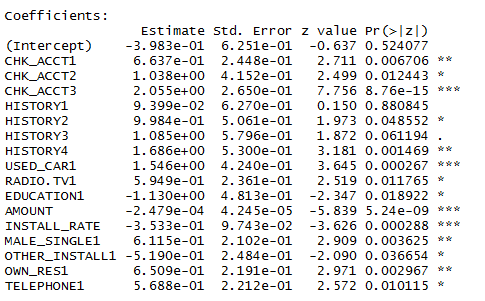 Coefficients:
Estimate Std. Error z value Pr(>|z|)
(Intercept) -3.983e-01 6.251e-01 -0.637 0.524077
CHK_ACCT1 6.637e-01 2.448e-01 2.711 0.006706 **
CHK_ACCT2 1.038e+00 4.152e-01 2.499 0.012443 *
CHK_ACCT3 2.055e+00 2.650e-01 7.756 8.76e-15 ***
HISTORY1 9.399e-02 6.270e-01 0.150 0.880845
HISTORY2 9.984e-01 5.061e-01 1.973 0.048552 *
HISTORY3 1.085e+00 5.796e-01 1.872 0.061194 .
HISTORY4 1.686e+00 5.300e-01 3.181 0.001469 **
USED_CAR1 1.546e+00 4.240e-01 3.645 0.000267 ***
RADIO.TV1 5.949e-01 2.361e-01 2.519 0.011765 *
EDUCATION1 -1.130e+00 4.813e-01 -2.347 0.018922 *
AMOUNT -2.479e-04 4.245e-05 -5.839 5.24e-09 ***
INSTALL_RATE -3.533e-01 9.743e-02 -3.626 0.000288 ***
MALE_SINGLE1 6.115e-01 2.102e-01 2.909 0.003625 **
OTHER_INSTALL1 -5.190e-01 2.484e-01 -2.090 0.036654 *
OWN_RES1 6.509e-01 2.191e-01 2.971 0.002967 **
TELEPHONE1 5.688e-01 2.212e-01 2.572 0.010115 *